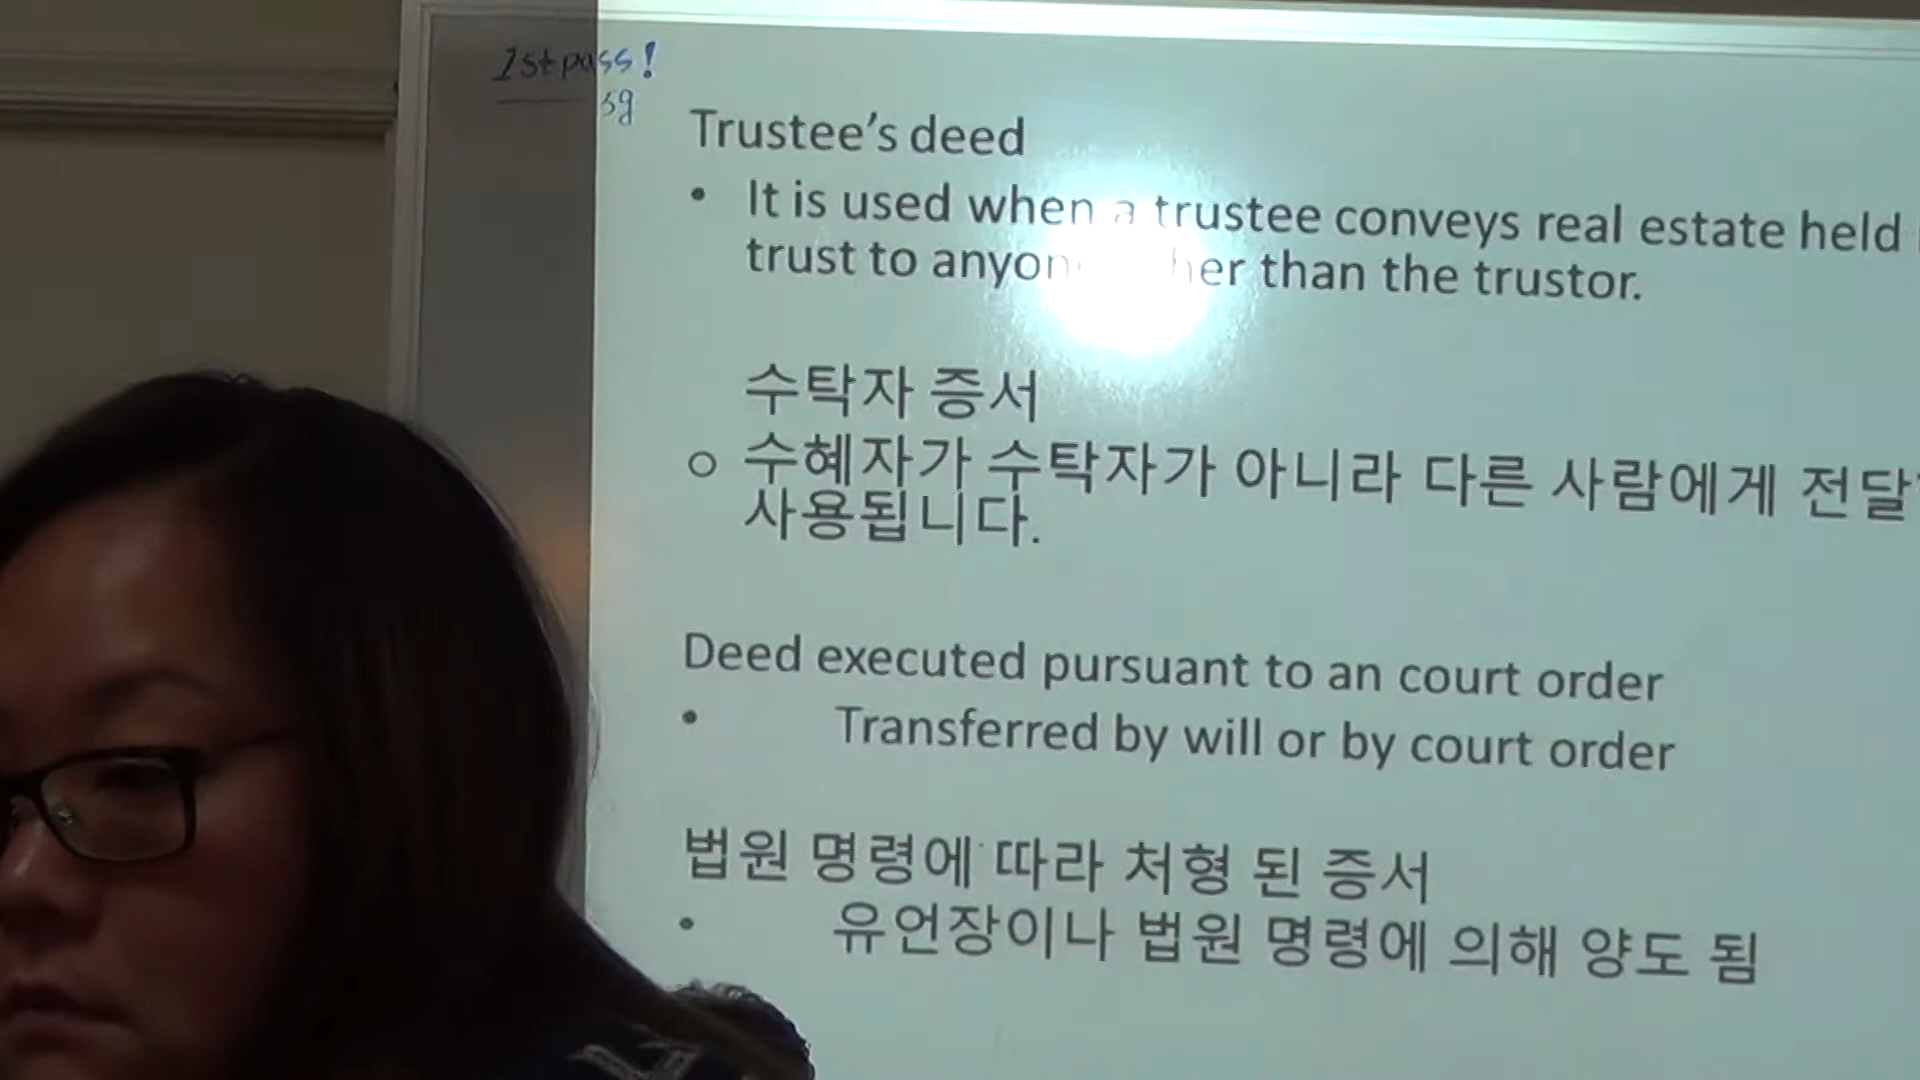 1st pass!
sg
Trustee's deed
• It is used when a trustee conveys real estate held
trust to than the trustor.
수탁자 증서
○ 수혜자가 수탁자가 아니라 다른 사람에게 전달
사용됩니다.
Deed executed pursuant to an court order
• Transferred by will or by court order
법원 명령에 따라 처형 된 증서
• 유언장이나 법원 명령에 의해 양도 됨